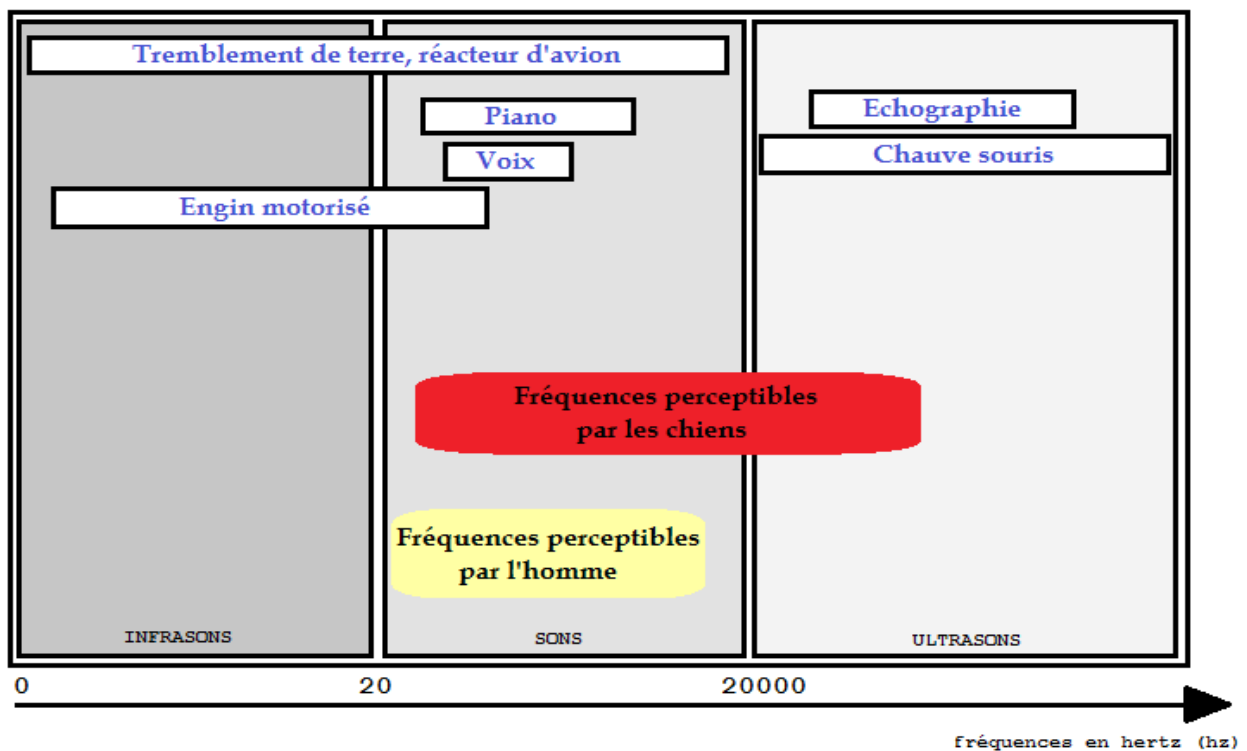 Tremblement de terre, réacteur d'avion
Piano
Echographie
Voix
Chauve souris
Engin motorisé
Fréquences perceptibles
par les chiens
Fréquences perceptibles
par l'homme
INFRASONS
SONS
ULTRASONS
0
20
20000
fréquences en hertz (hz)